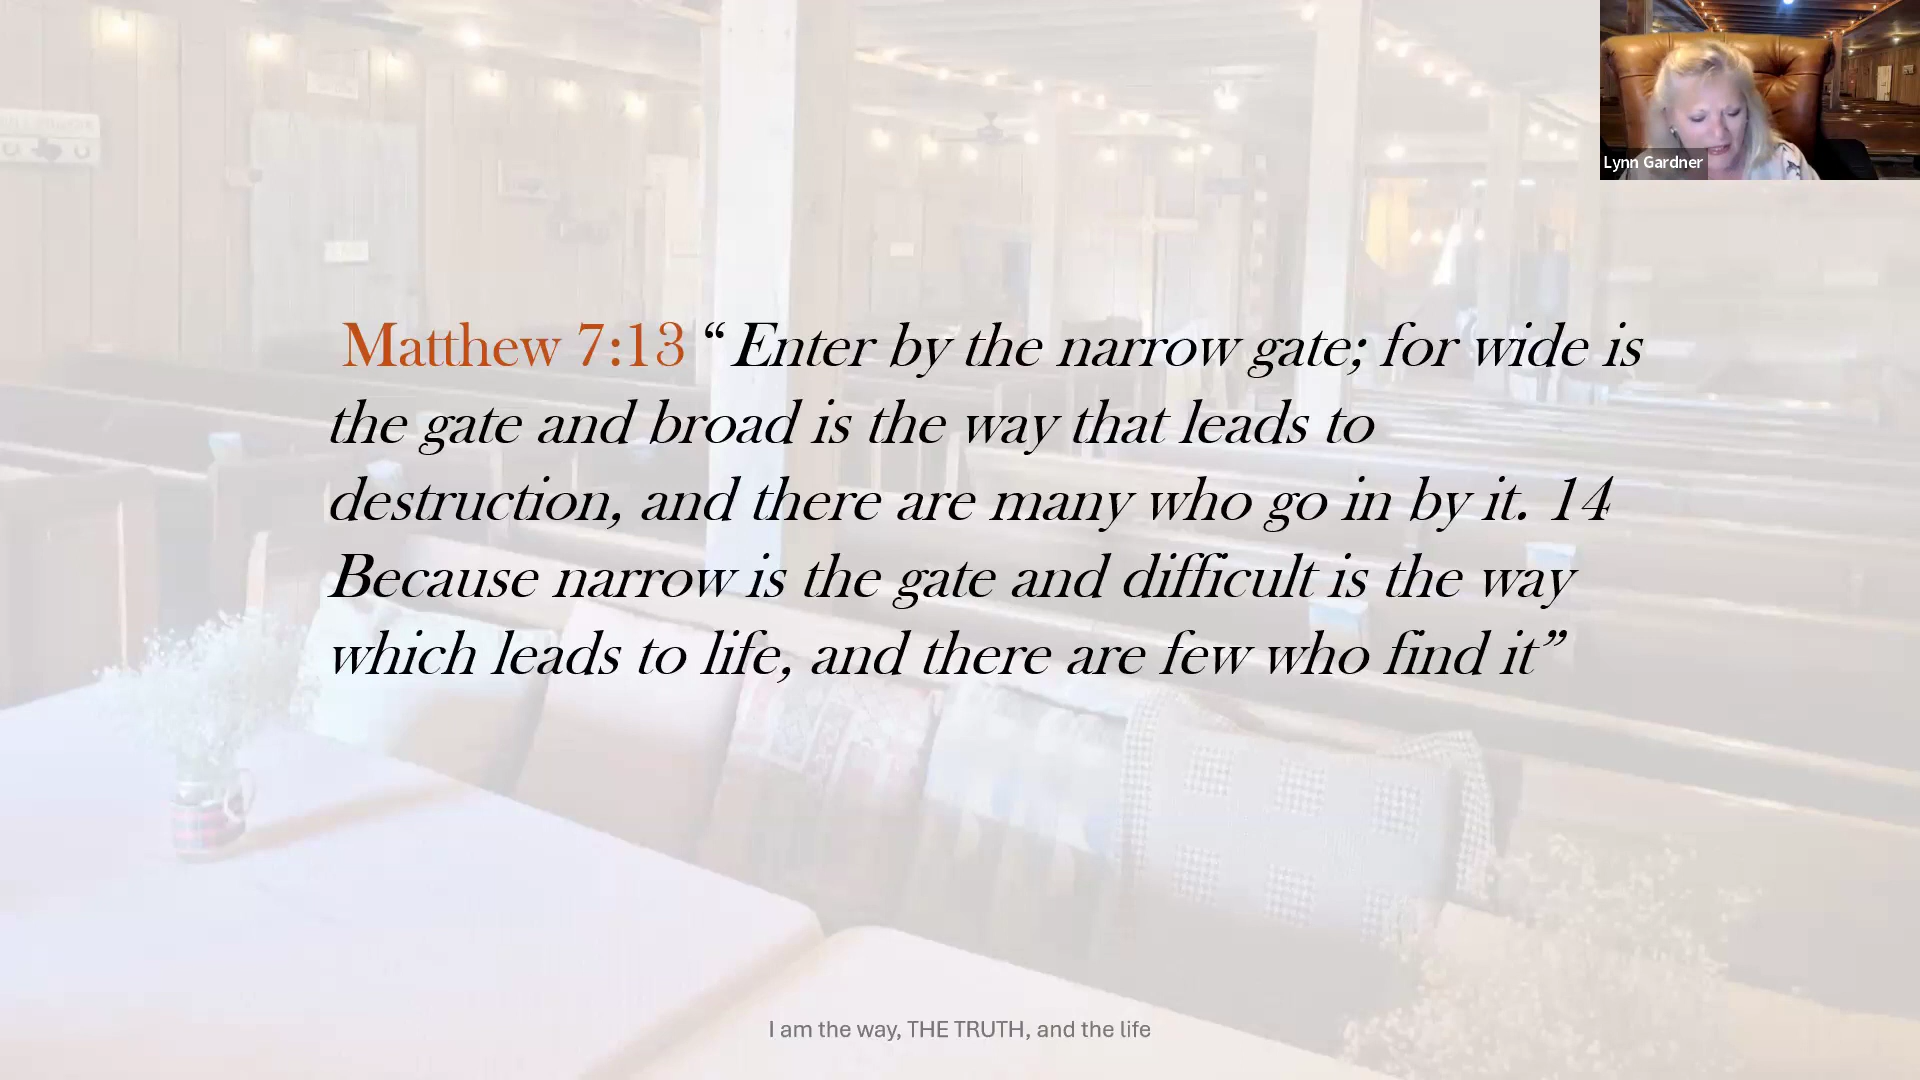 Lynn Gardner
Matthew 7:13 “Enter by the narrow gate; for wide is
the gate and broad is the way that leads to
destruction, and there are many who go in by it. 14
Because narrow is the gate and difficult is the way
which leads to life, and there are few who find it”
I am the way, THE TRUTH, and the life